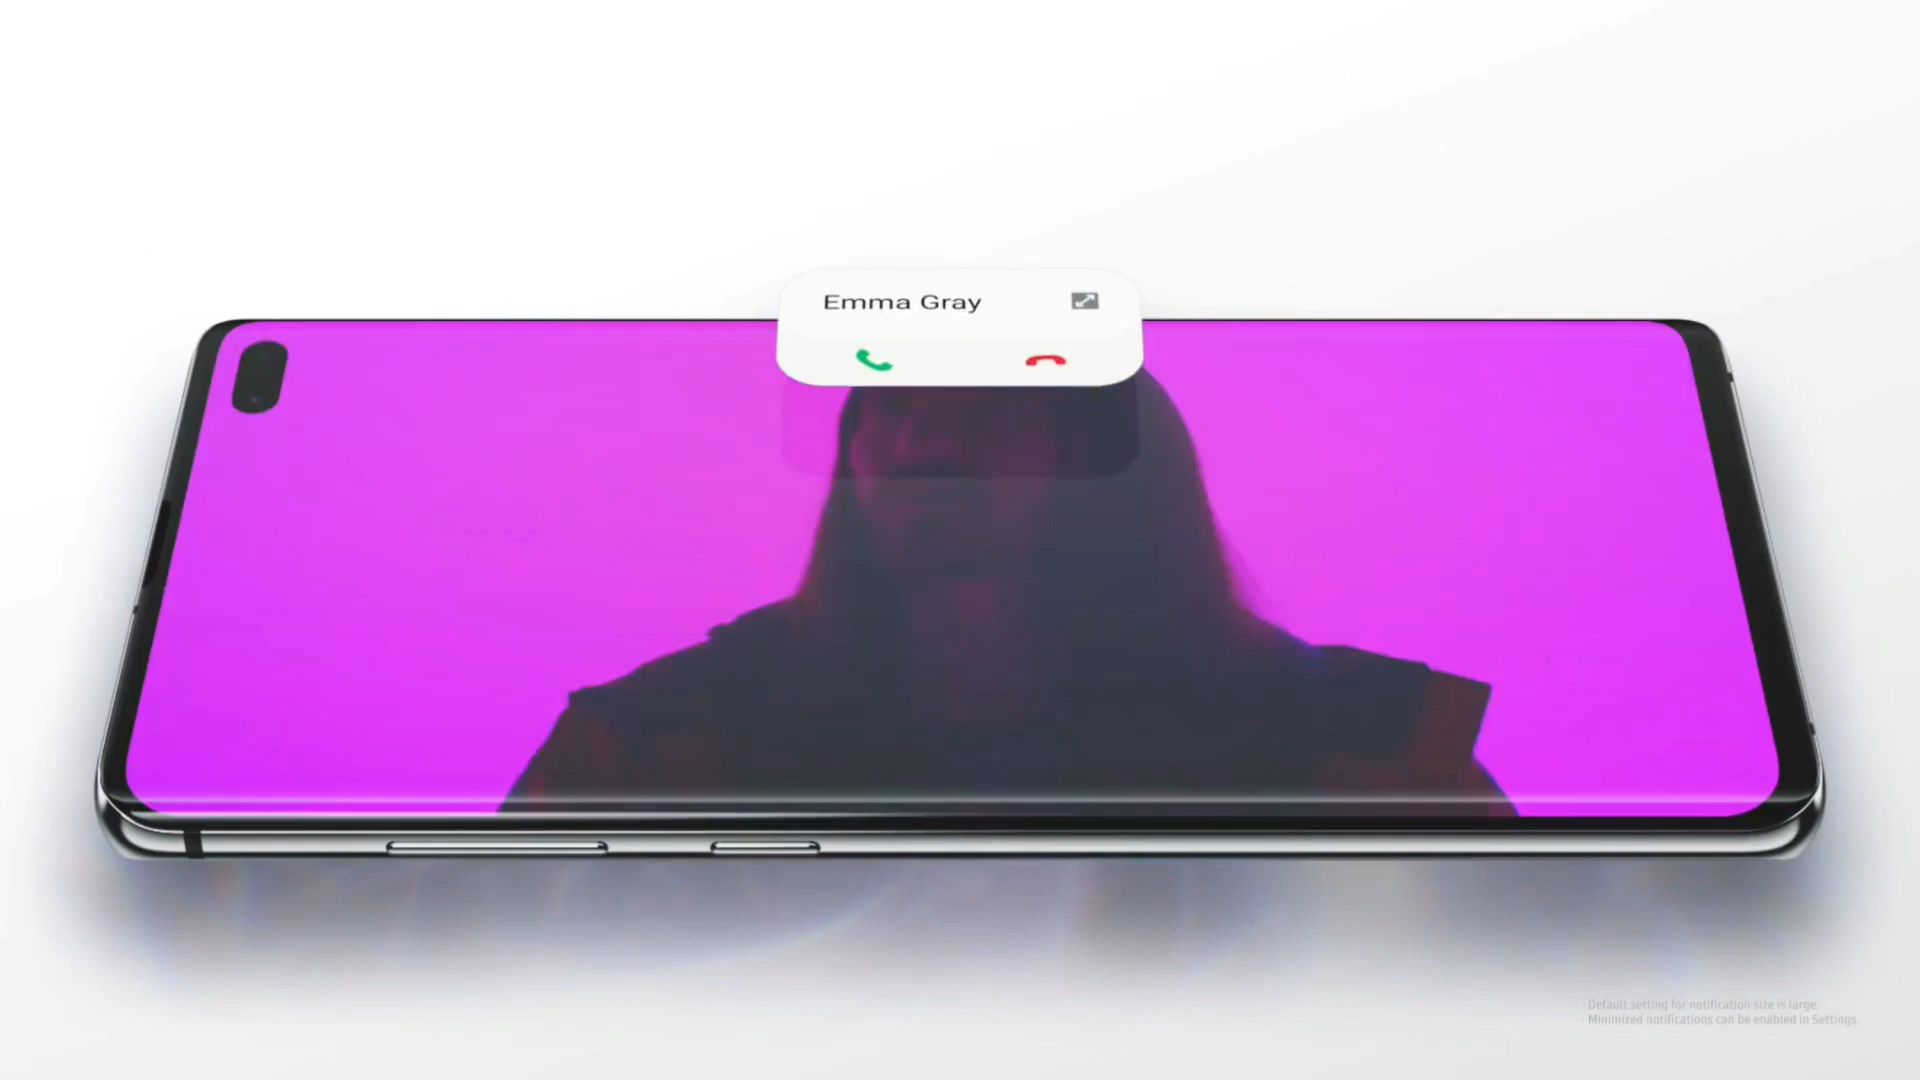 Emma Gray
Default setting for notification size is large.
Minimized notifications can be enabled in Settings.